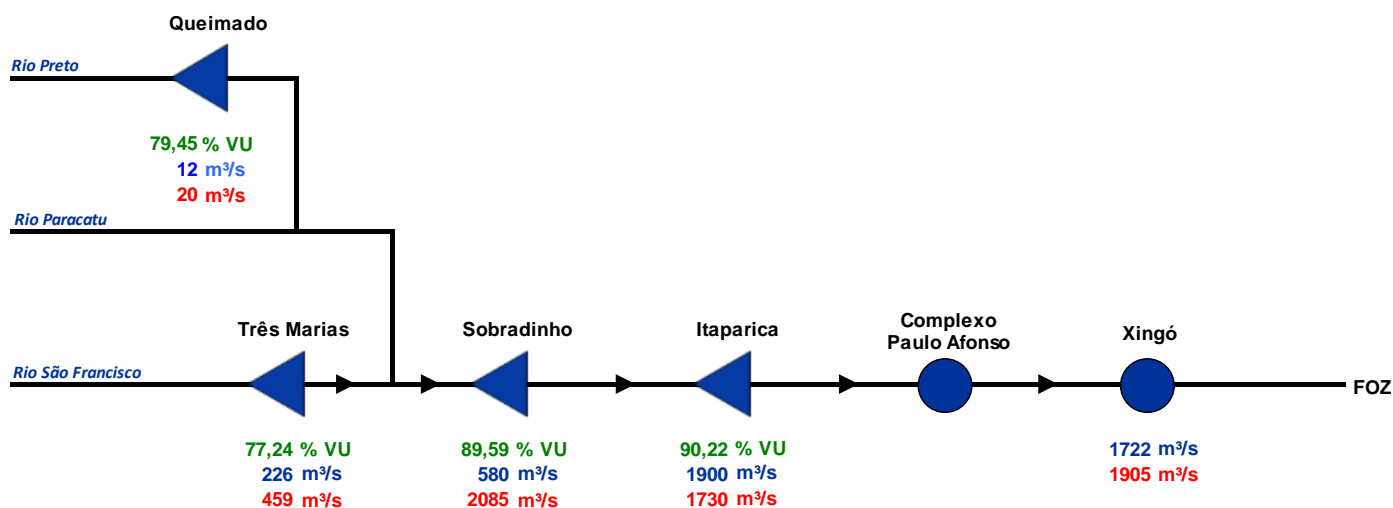 Queimado
Rio Preto
79,45 % VU
12 m³/s
20 m³/s
Rio Paracatu
Três Marias
Sobradinho
Itaparica
Complexo
Paulo Afonso
Xingó
Rio São Francisco
FOZ
77,24 % VU
226 m³/s
459 m³/s
89,59 % VU
580 m³/s
2085 m³/s
90,22 % VU
1900 m³/s
1730 m³/s
1722 m³/s
1905 m³/s